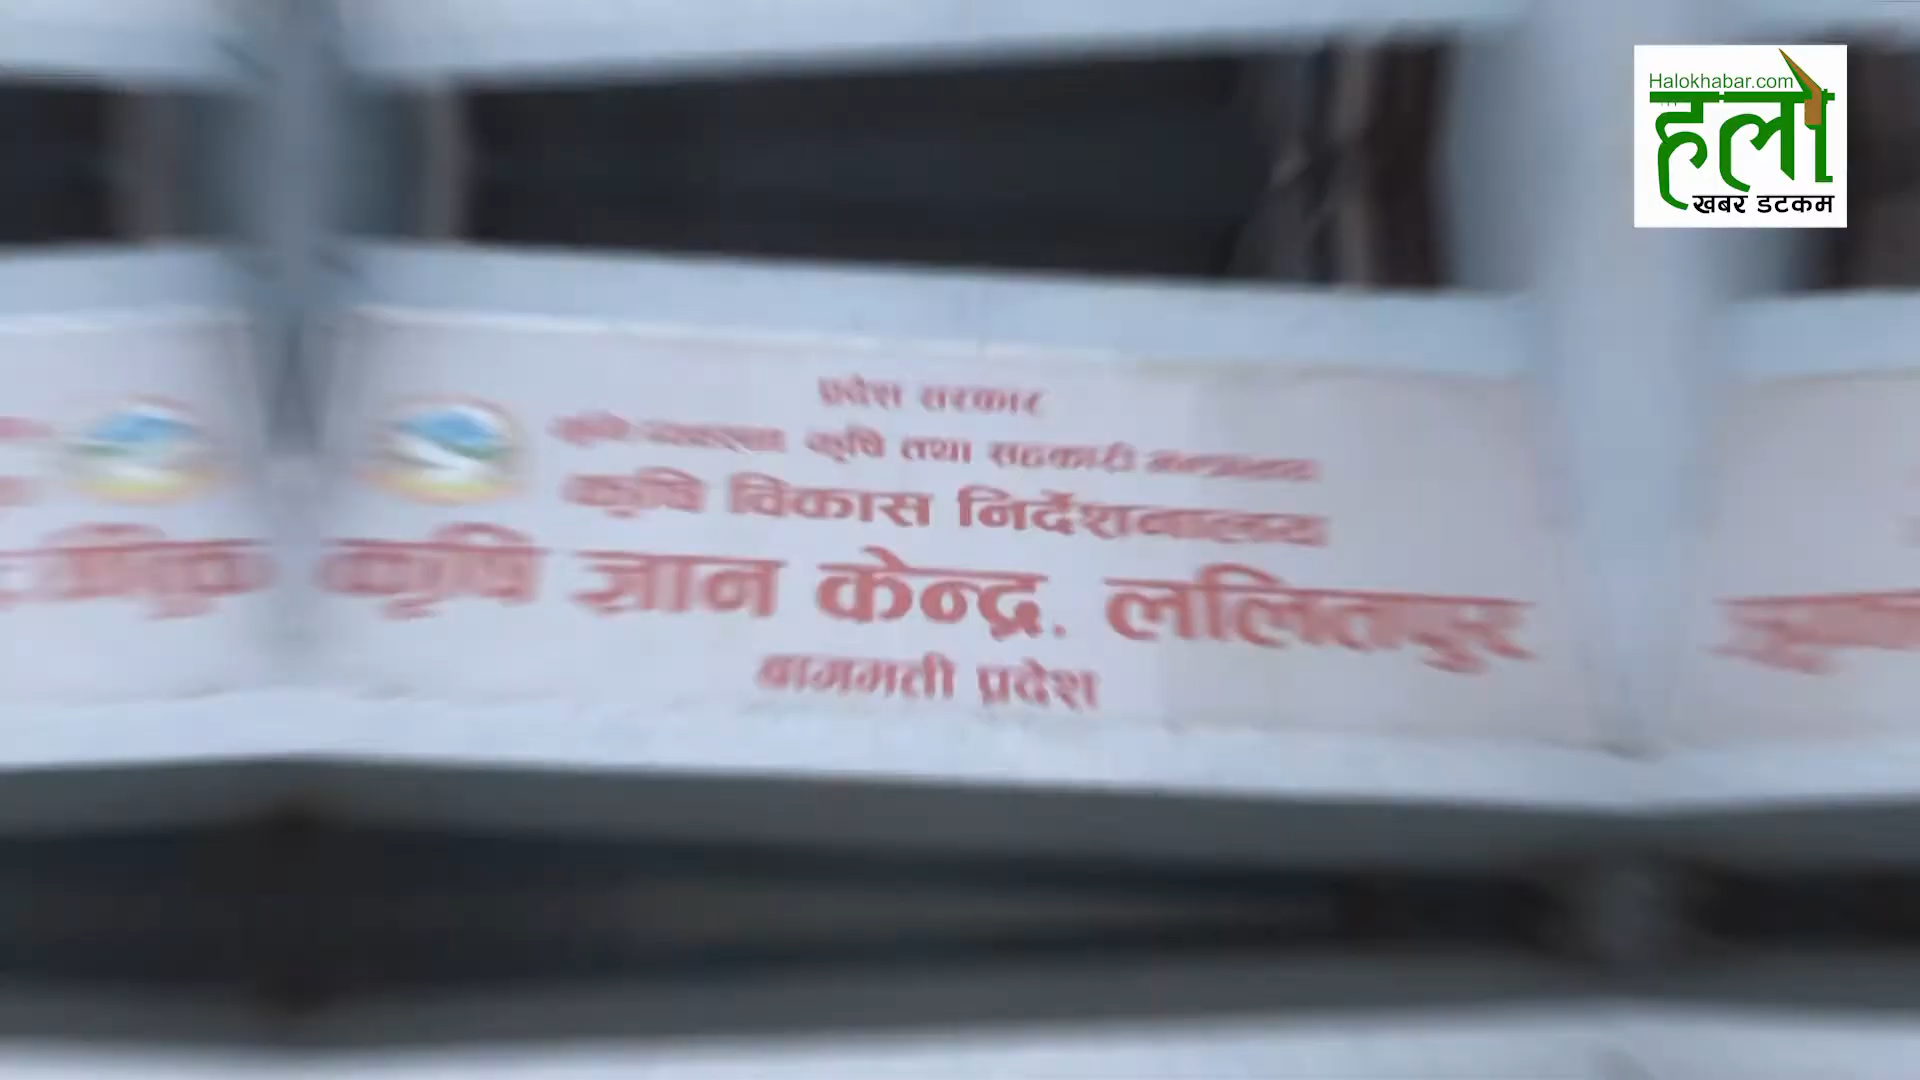 Halokhabar.com
हलो
खबर डटकम
प्रदेश सरकार
कृषि तथा सहकारी
कृषि विकास निर्देशनालय
कृषि ज्ञान केन्द्र, ललितपुर
बागमती प्रदेश